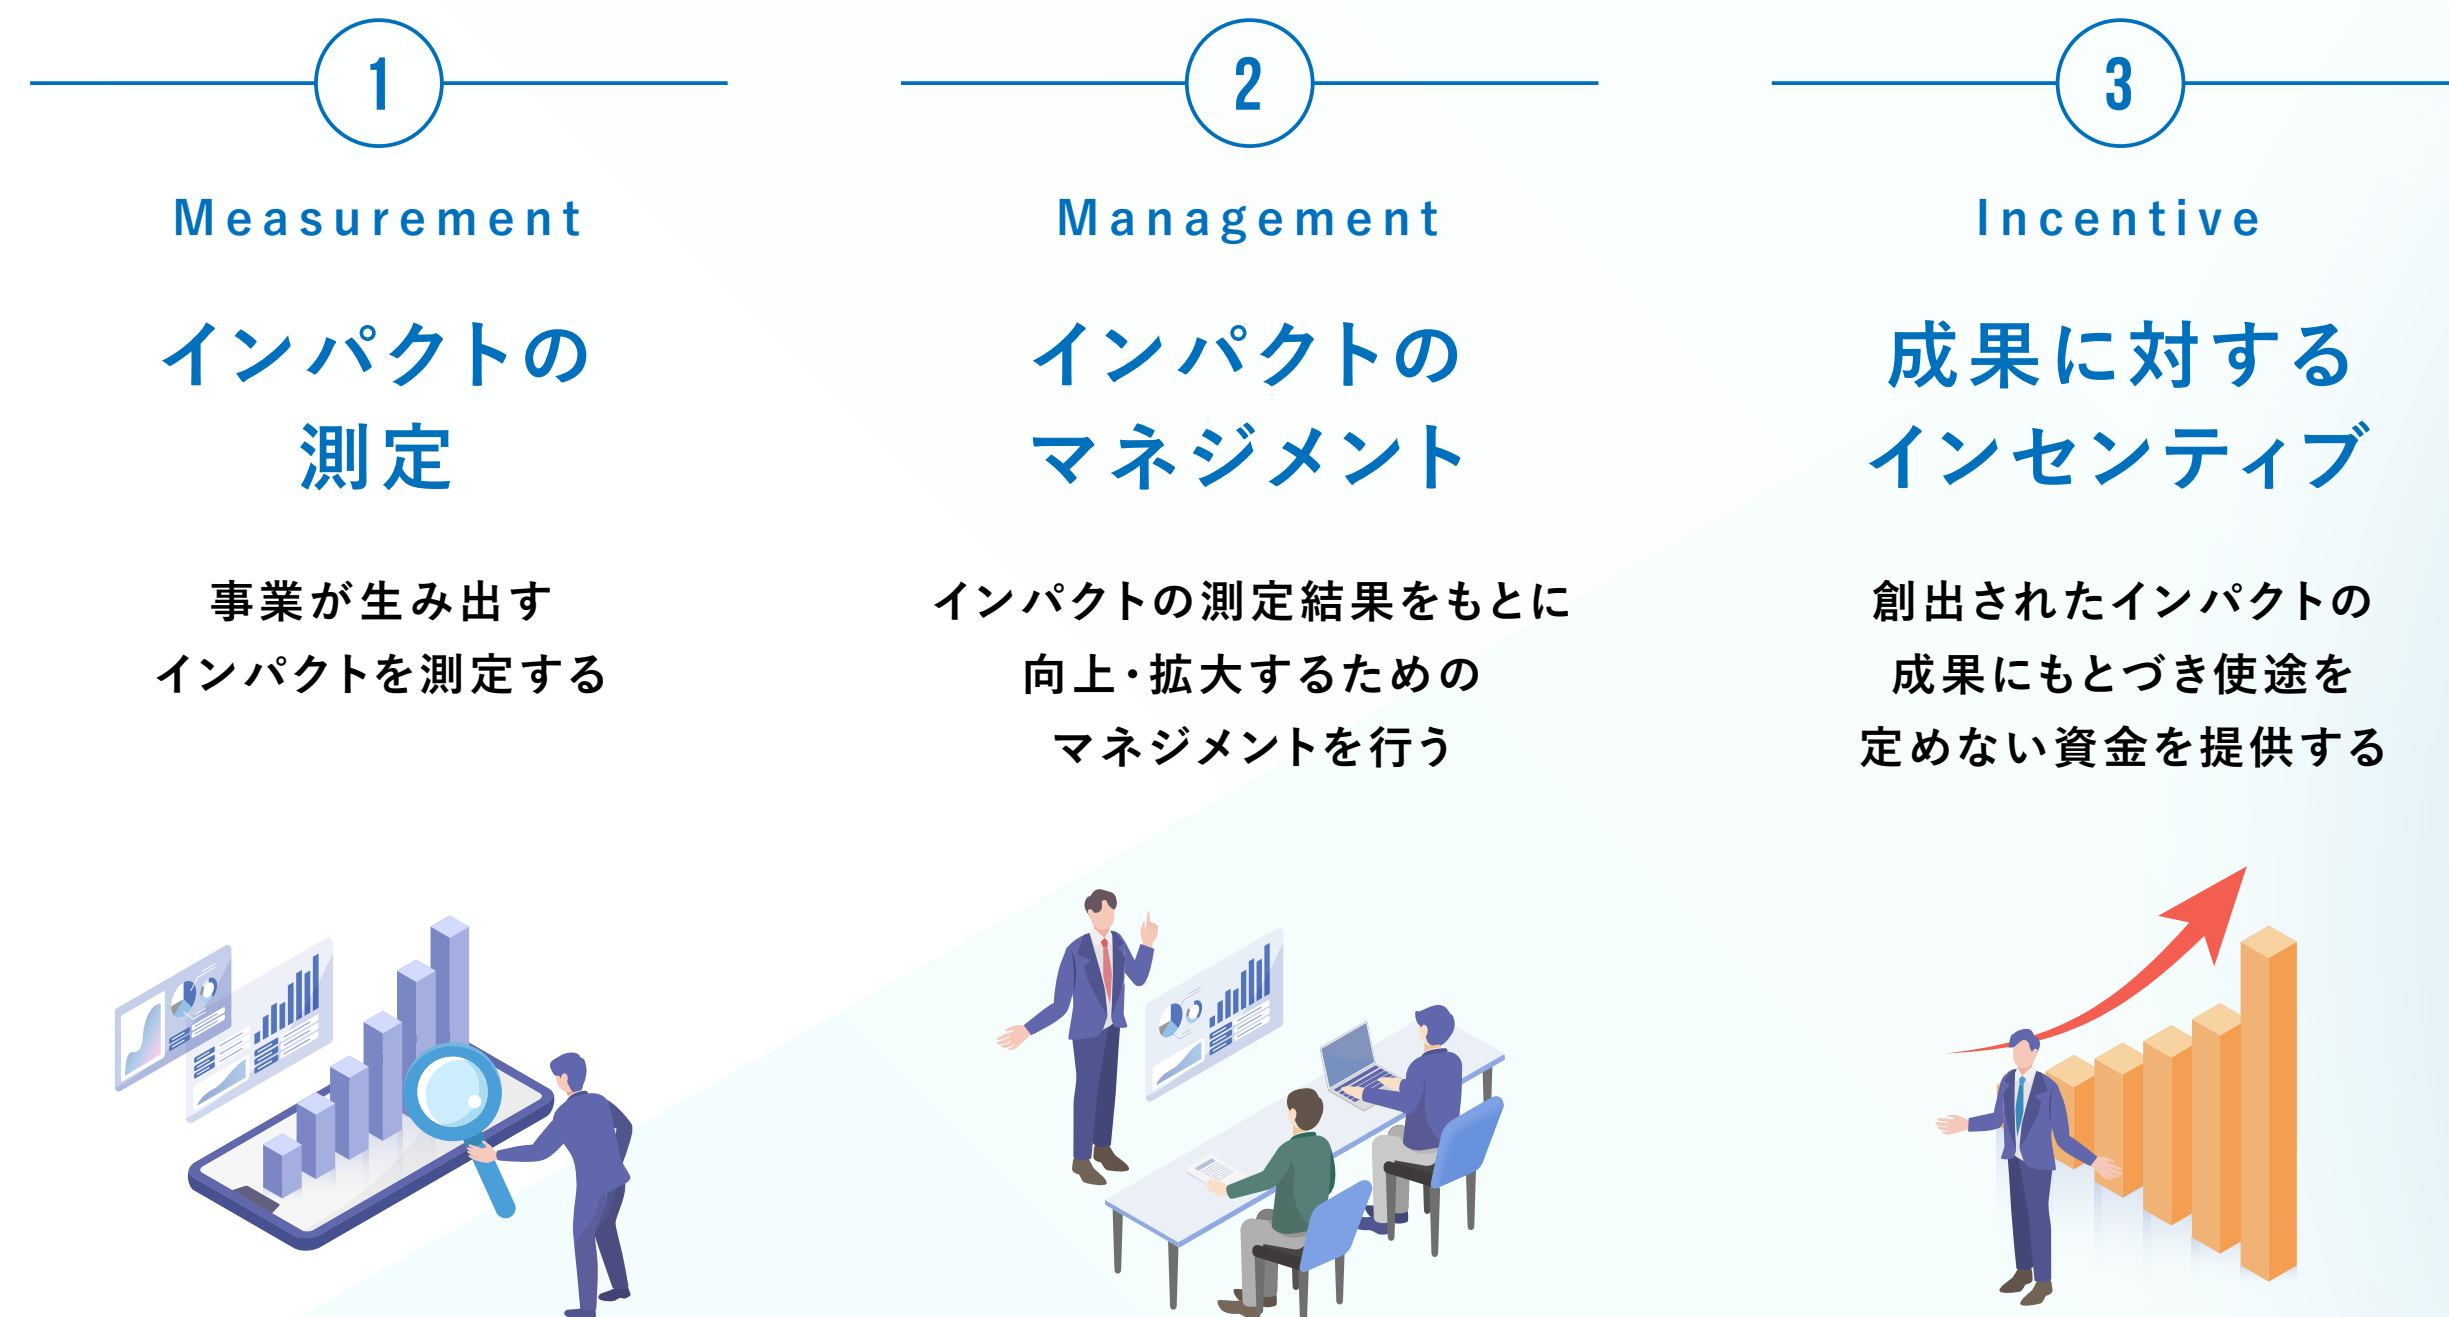 1
Measurement
インパクトの
測定
事業が生み出す
インパクトを測定する
2
Management
インパクトの
マネジメント
インパクトの測定結果をもとに
向上・拡大するための
マネジメントを行う
3
Incentive
成果に対する
インセンティブ
創出されたインパクトの
成果にもとづき使途を
定めない資金を提供する